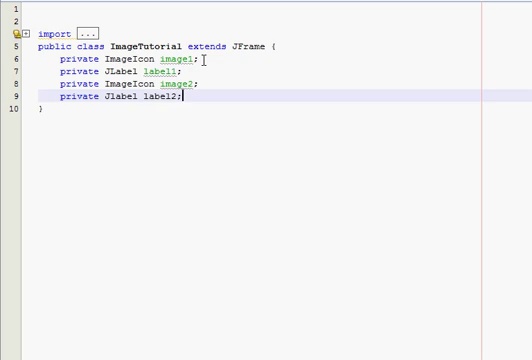 1
2
4 import ...
5 public class ImageTutorial extends JFrame {
6 private ImageIcon image1;
7 private JLabel label1;
8 private ImageIcon image2;
9 private Jlabel label2;
10 }